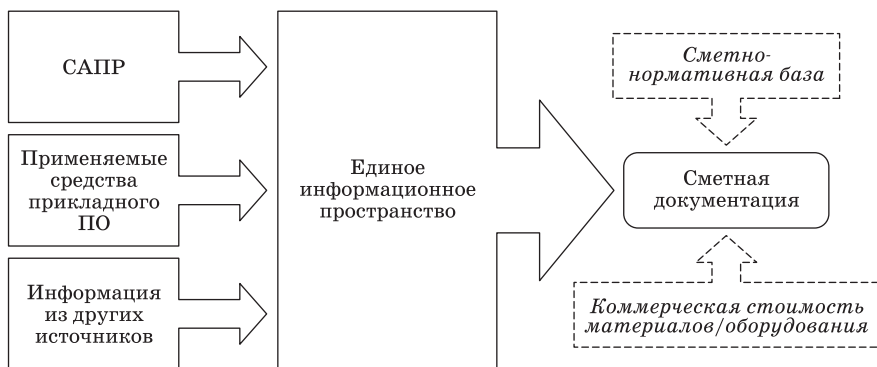 САПР
Применяемые
средства
прикладного
ПО
Информация
из других
источников
Единое
информационное
пространство
Сметно-
нормативная база
Сметная
документация
Коммерческая стоимость
материалов/оборудования